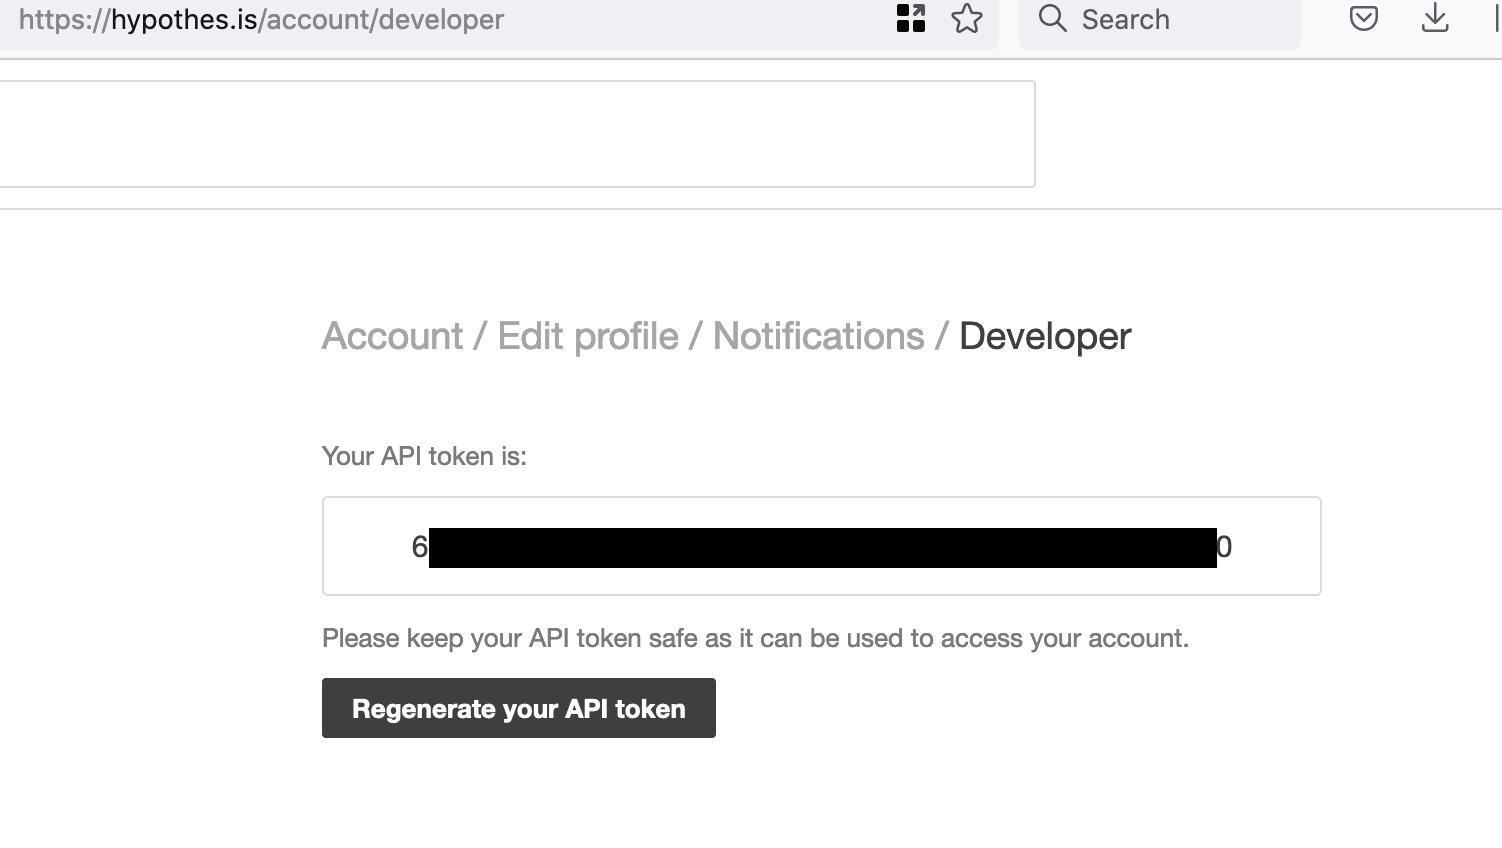 https://hypothes.is/account/developer
Search
Account / Edit profile / Notifications / Developer
Your API token is:
6 0
Please keep your API token safe as it can be used to access your account.
Regenerate your API token